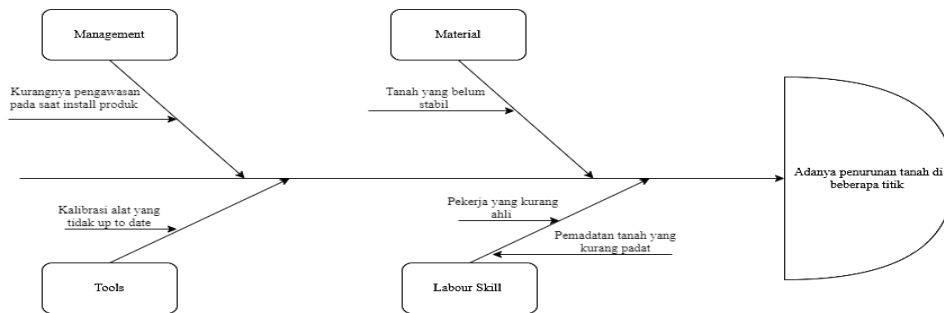 Management
Material
Kurangnya pengawasan
pada saat install produk
Tanah yang belum
stabil
Adanya penurunan tanah di
beberapa titik
Kalibrasi alat yang
tidak up to date
Pekerja yang kurang
ahli
Pemadatan tanah yang
kurang padat
Tools
Labour Skill